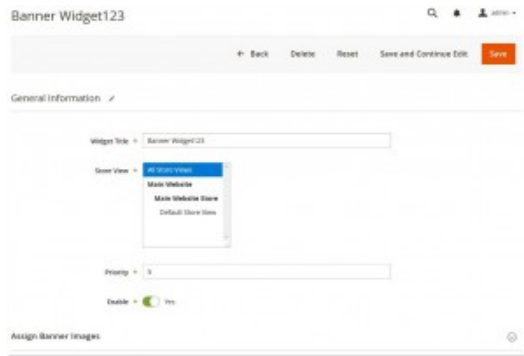 Banner Widget123
admin
Back Delete Reset Save and Continue Edit Save
General Information
Widget Title * Banner Widget123
Store View * All Store Views
Main Website
Main Website Store
Default Store View
Priority *
Enable * Yes
Assign Banner Images